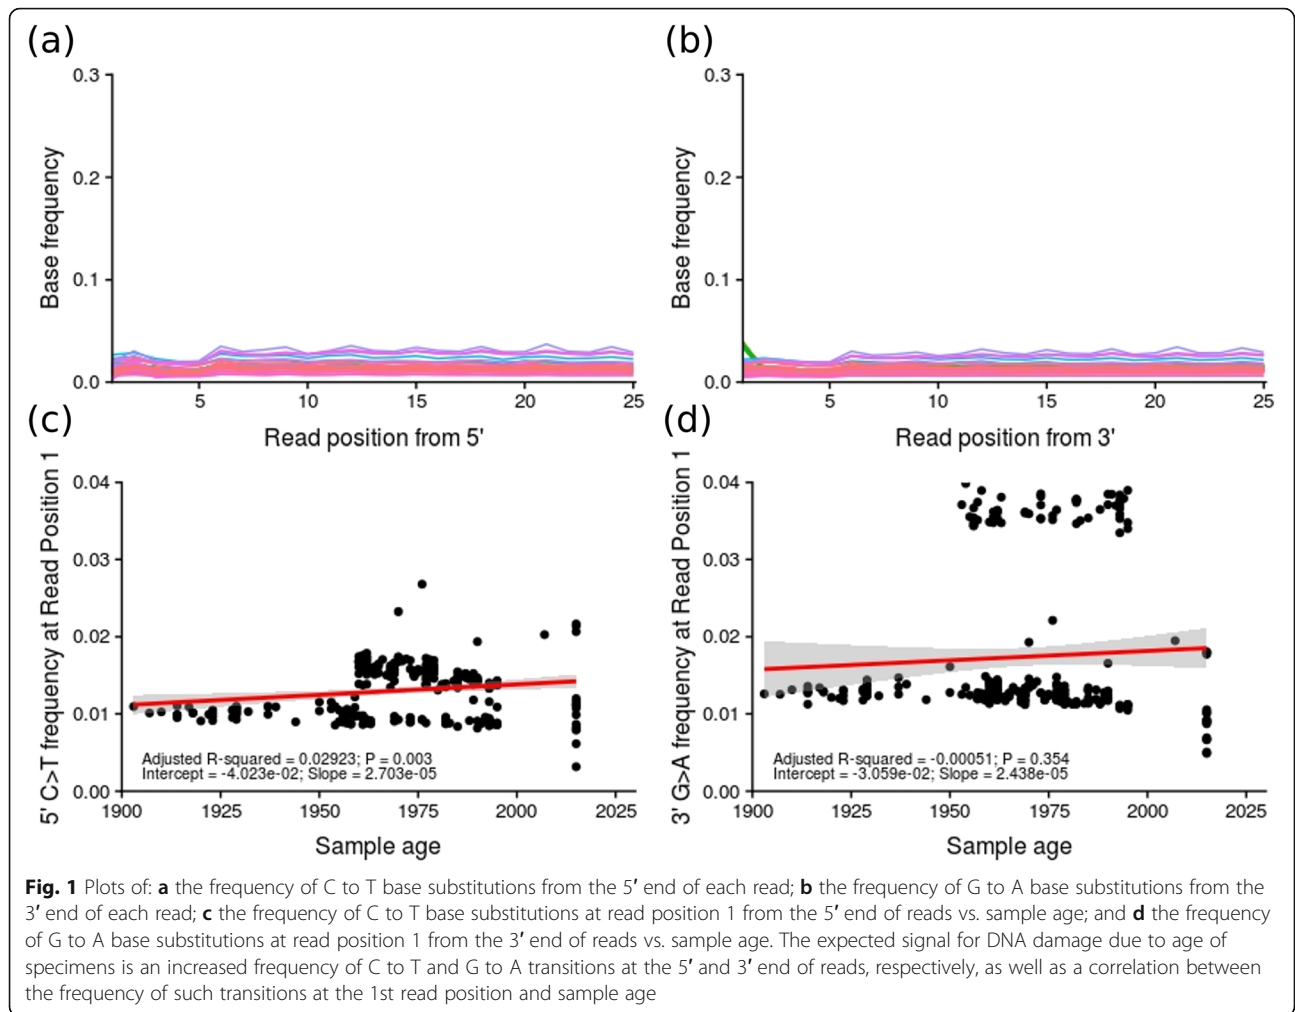 (a)
0.3
0.2
0.1
0.0
Base frequency
5
10
15
20
25
Read position from 5'
(b)
0.3
0.2
0.1
0.0
Base frequency
5
10
15
20
25
Read position from 3'
(c)
0.04
0.03
0.02
0.01
0.00
5' C>T frequency at Read Position 1
Adjusted R-squared = 0.02923; P = 0.003
Intercept = -4.023e-02; Slope = 2.703e-05
1900
1925
1950
1975
2000
2025
Sample age
(d)
0.04
0.03
0.02
0.01
0.00
3' G>A frequency at Read Position 1
Adjusted R-squared = -0.00051; P = 0.354
Intercept = -3.059e-02; Slope = 2.438e-05
1900
1925
1950
1975
2000
2025
Sample age
Fig. 1 Plots of: a the frequency of C to T base substitutions from the 5′ end of each read; b the frequency of G to A base substitutions from the
3′ end of each read; c the frequency of C to T base substitutions at read position 1 from the 5′ end of reads vs. sample age; and d the frequency
of G to A base substitutions at read position 1 from the 3′ end of reads vs. sample age. The expected signal for DNA damage due to age of
specimens is an increased frequency of C to T and G to A transitions at the 5′ and 3′ end of reads, respectively, as well as a correlation between
the frequency of such transitions at the 1st read position and sample age